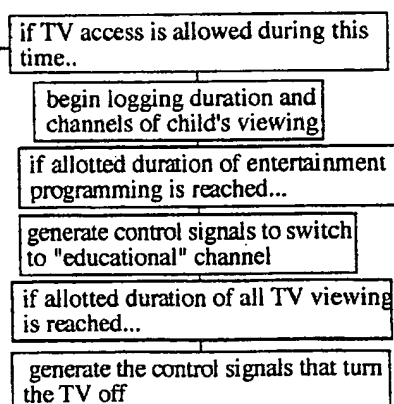 if TV access is allowed during this
time..
begin logging duration and
channels of child's viewing
if allotted duration of entertainment
programming is reached...
generate control signals to switch
to "educational" channel
if allotted duration of all TV viewing
is reached...
generate the control signals that turn
the TV off